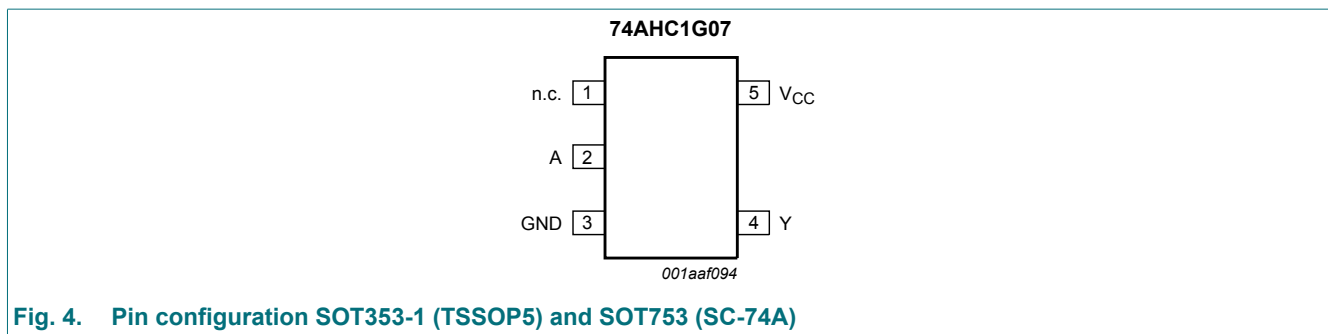 74AHC1G07
n.c. 1 5 VCC
A 2
GND 3 4 Y
001aaf094
Fig. 4. Pin configuration SOT353-1 (TSSOP5) and SOT753 (SC-74A)